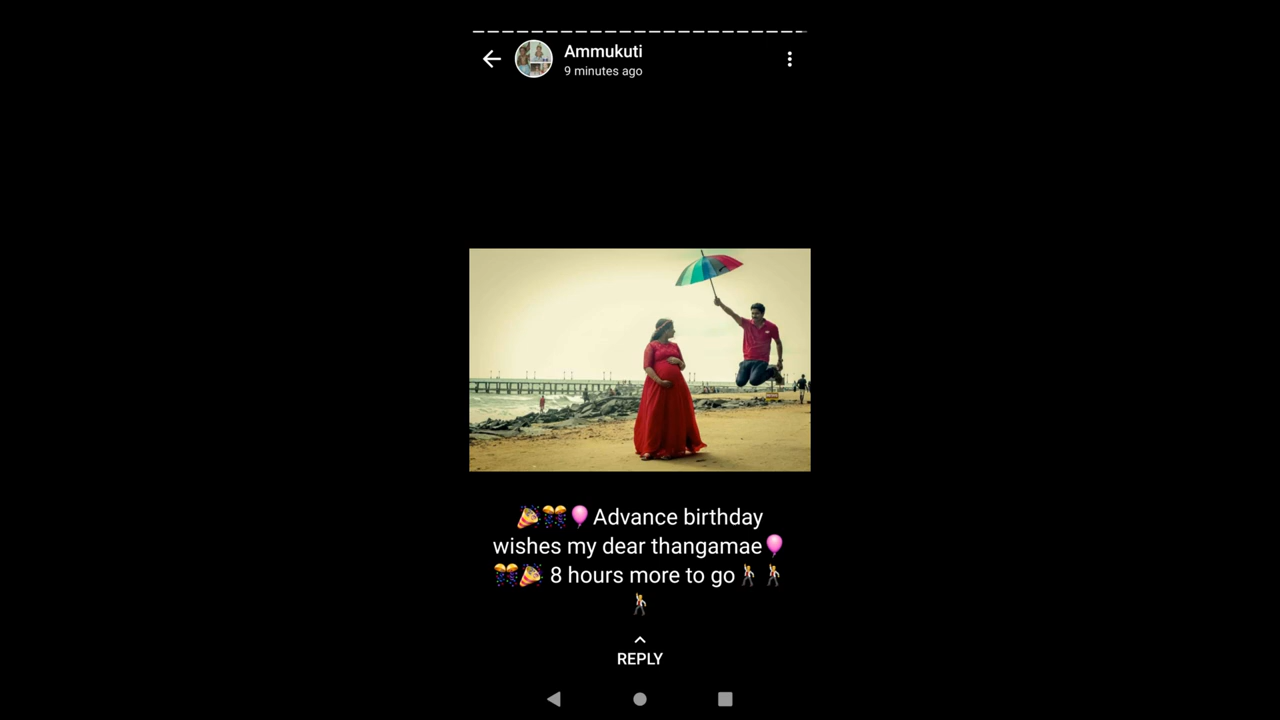 Ammukuti
9 minutes ago
🎉🎊🎈Advance birthday
wishes my dear thangamae🎈
🎊🎉 8 hours more to go🕺🕺
🕺
REPLY